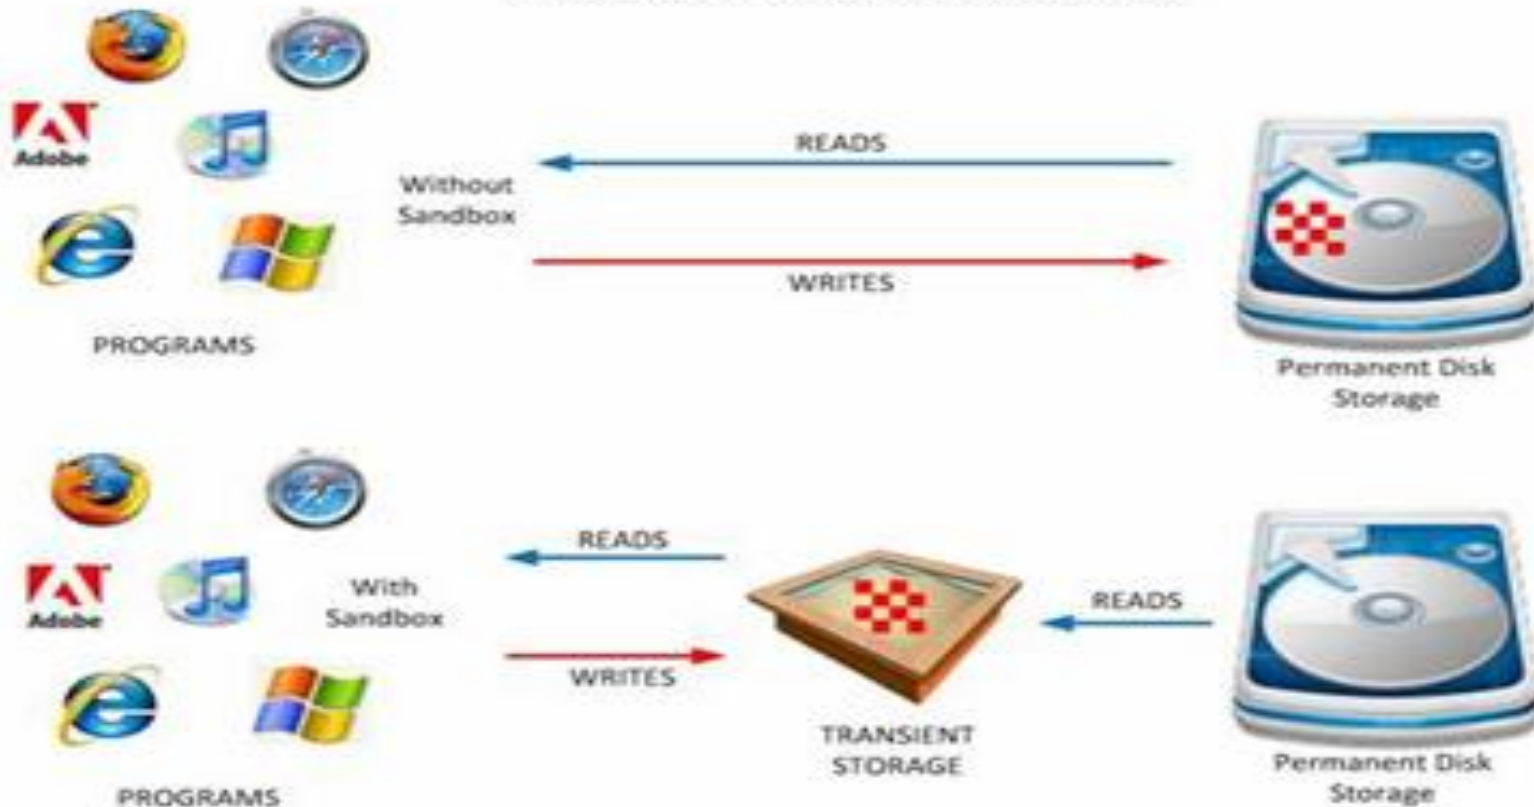 Adobe
READS
Without
Sandbox
WRITES
PROGRAMS
Permanent Disk
Storage
READS
With
Sandbox
Adobe
READS
WRITES
TRANSIENT
STORAGE
Permanent Disk
Storage
PROGRAMS